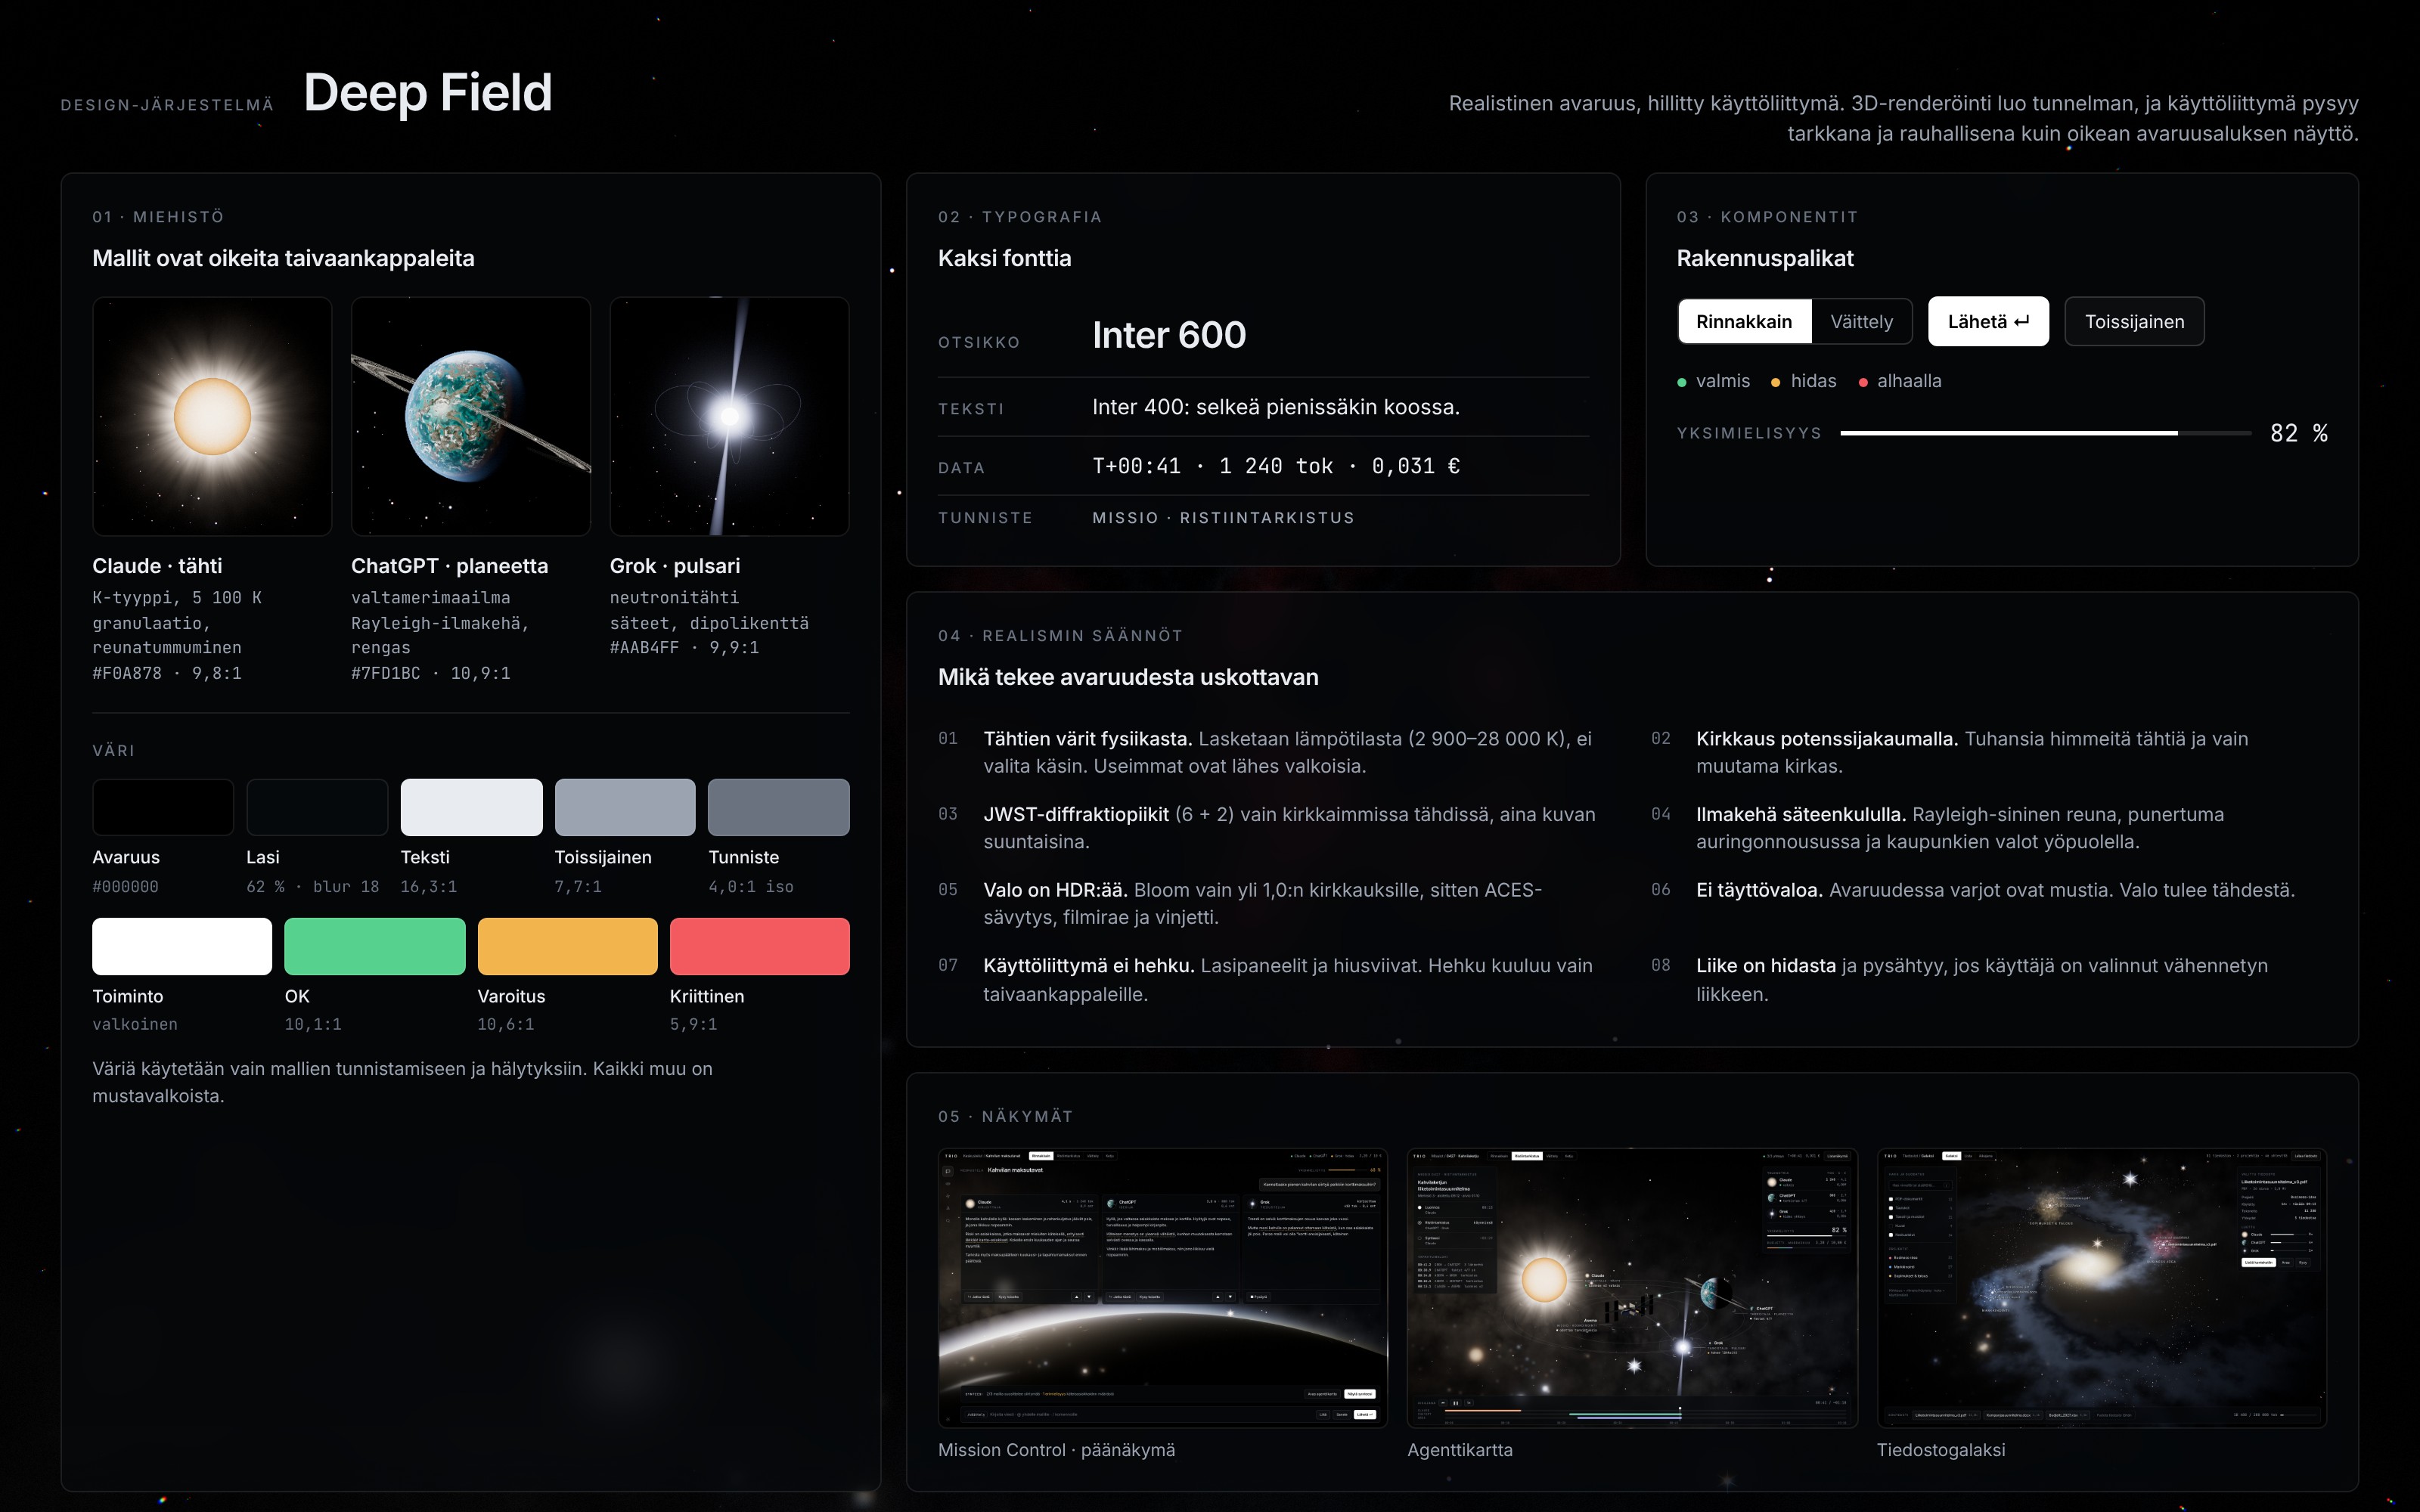 DESIGN-JÄRJESTELMÄ
Deep Field
Realistinen avaruus, hillitty käyttöliittymä. 3D-renderöinti luo tunnelman, ja käyttöliittymä pysyy
tarkkana ja rauhallisena kuin oikean avaruusaluksen näyttö.
01 · MIEHISTÖ
Mallit ovat oikeita taivaankappaleita
Claude · tähti
K-tyyppi, 5 100 K
granulaatio,
reunatummuminen
#F0A878 · 9,8:1
ChatGPT · planeetta
valtamerimaailma
Rayleigh-ilmakehä,
rengas
#7FD1BC · 10,9:1
Grok · pulsari
neutronitähti
säteet, dipolikenttä
#AAB4FF · 9,9:1
VÄRI
Avaruus
#000000
Lasi
62 % · blur 18
Teksti
16,3:1
Toissijainen
7,7:1
Tunniste
4,0:1 iso
Toiminto
valkoinen
OK
10,1:1
Varoitus
10,6:1
Kriittinen
5,9:1
Väriä käytetään vain mallien tunnistamiseen ja hälytyksiin. Kaikki muu on
mustavalkoista.
02 · TYPOGRAFIA
Kaksi fonttia
OTSIKKO Inter 600
TEKSTI Inter 400: selkeä pienissäkin koossa.
DATA T+00:41 · 1 240 tok · 0,031 €
TUNNISTE MISSIO · RISTIINTARKISTUS
03 · KOMPONENTIT
Rakennuspalikat
Rinnakkain Väittely Lähetä ↵ Toissijainen
valmis hidas alhaalla
YKSIMIELISYYS 82 %
04 · REALISMIN SÄÄNNÖT
Mikä tekee avaruudesta uskottavan
01 Tähtien värit fysiikasta. Lasketaan lämpötilasta (2 900–28 000 K), ei
valita käsin. Useimmat ovat lähes valkoisia.
02 Kirkkaus potenssijakaumalla. Tuhansia himmeitä tähtiä ja vain
muutama kirkas.
03 JWST-diffraktiopiikit (6 + 2) vain kirkkaimmissa tähdissä, aina kuvan
suuntaisina.
04 Ilmakehä säteenkululla. Rayleigh-sininen reuna, punertuma
auringonnousussa ja kaupunkien valot yöpuolella.
05 Valo on HDR:ää. Bloom vain yli 1,0:n kirkkauksille, sitten ACES-
sävytys, filmirae ja vinjetti.
06 Ei täyttövaloa. Avaruudessa varjot ovat mustia. Valo tulee tähdestä.
07 Käyttöliittymä ei hehku. Lasipaneelit ja hiusviivat. Hehku kuuluu vain
taivaankappaleille.
08 Liike on hidasta ja pysähtyy, jos käyttäjä on valinnut vähennetyn
liikkeen.
05 · NÄKYMÄT
Kahvilan maksutavat
Claude
ChatGPT
Grok
Mission Control · päänäkymä
Claude
ChatGPT
Grok
82 %
Agenttikartta
Claude
ChatGPT
Grok
Tiedostogalaksi